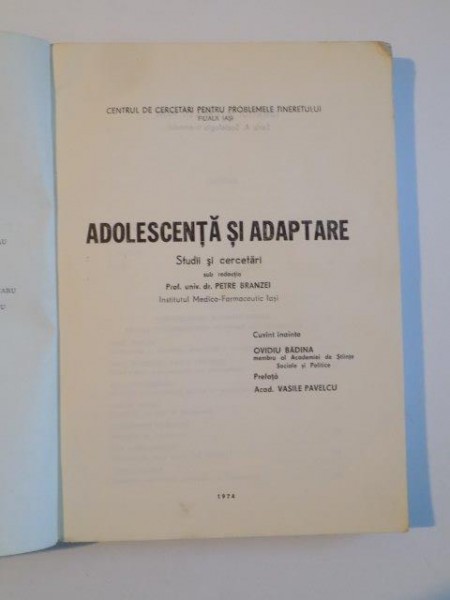 CENTRUL DE CERCETARI PENTRU PROBLEMELE TINERETULUI
FILIALA IAȘI
ADOLESCENȚĂ ȘI ADAPTARE
Studii și cercetări
sub redacția
Prof. univ. dr. PETRE BRANZEI
Institutul Medico-Farmaceutic Iași
Cuvînt înainte
OVIDIU BĂDINA
membru al Academiei de Științe
Sociale și Politice
Prefață
Acad. VASILE PAVELCU
1974